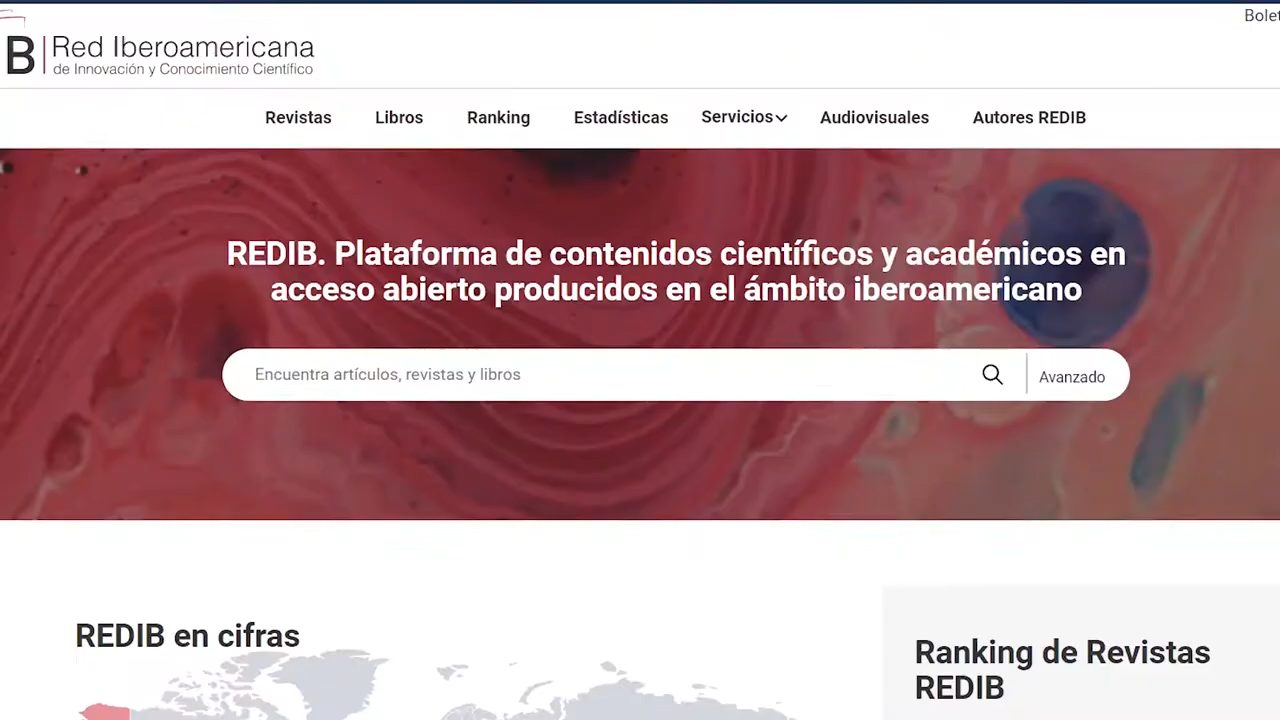 Bolet
B Red Iberoamericana
de Innovación y Conocimiento Científico
Revistas Libros Ranking Estadísticas Servicios Audiovisuales Autores REDIB
REDIB. Plataforma de contenidos científicos y académicos en
acceso abierto producidos en el ámbito iberoamericano
Encuentra artículos, revistas y libros Avanzado
REDIB en cifras
Ranking de Revistas
REDIB